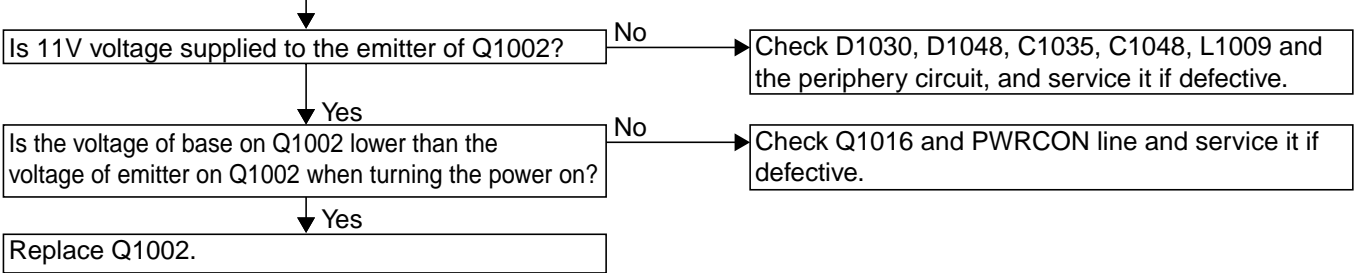 Is 11V voltage supplied to the emitter of Q1002?
No
Check D1030, D1048, C1035, C1048, L1009 and
the periphery circuit, and service it if defective.
Yes
Is the voltage of base on Q1002 lower than the
voltage of emitter on Q1002 when turning the power on?
No
Check Q1016 and PWRCON line and service it if
defective.
Yes
Replace Q1002.